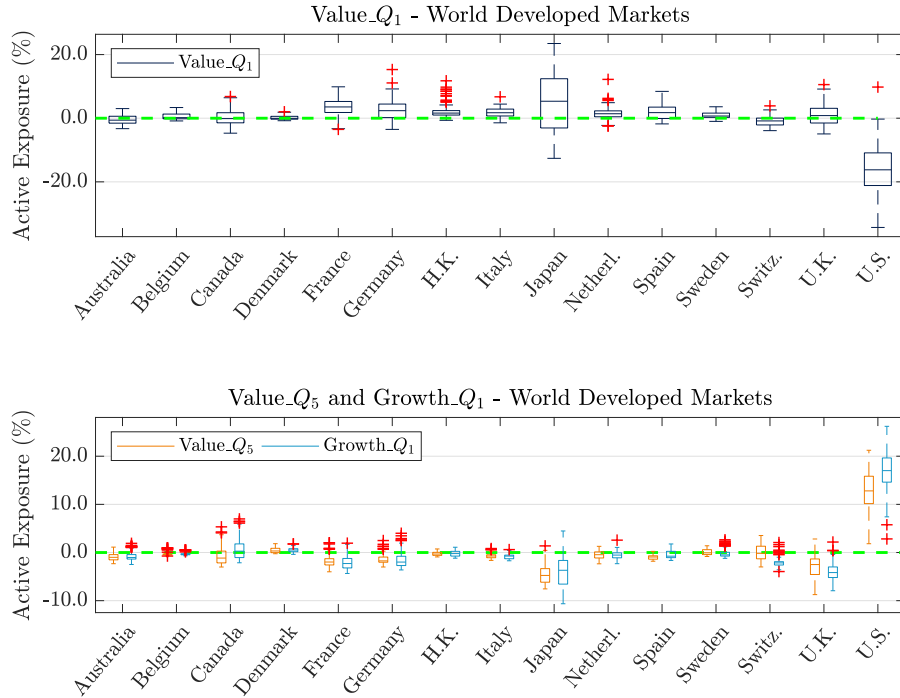 Value_Q1 - World Developed Markets
Active Exposure (%)
20.0
0.0
-20.0
Value_Q1
Australia
Belgium
Canada
Denmark
France
Germany
H.K.
Italy
Japan
Netherl.
Spain
Sweden
Switz.
U.K.
U.S.
Value_Q5 and Growth_Q1 - World Developed Markets
Active Exposure (%)
20.0
10.0
0.0
-10.0
Value_Q5 Growth_Q1
Australia
Belgium
Canada
Denmark
France
Germany
H.K.
Italy
Japan
Netherl.
Spain
Sweden
Switz.
U.K.
U.S.